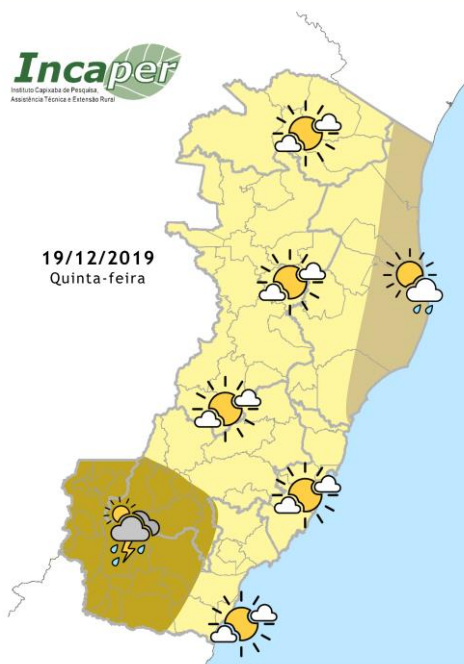 Incaper
Instituto Capixaba de Pesquisa,
Assistência Técnica e Extensão Rural
19/12/2019
Quinta-feira